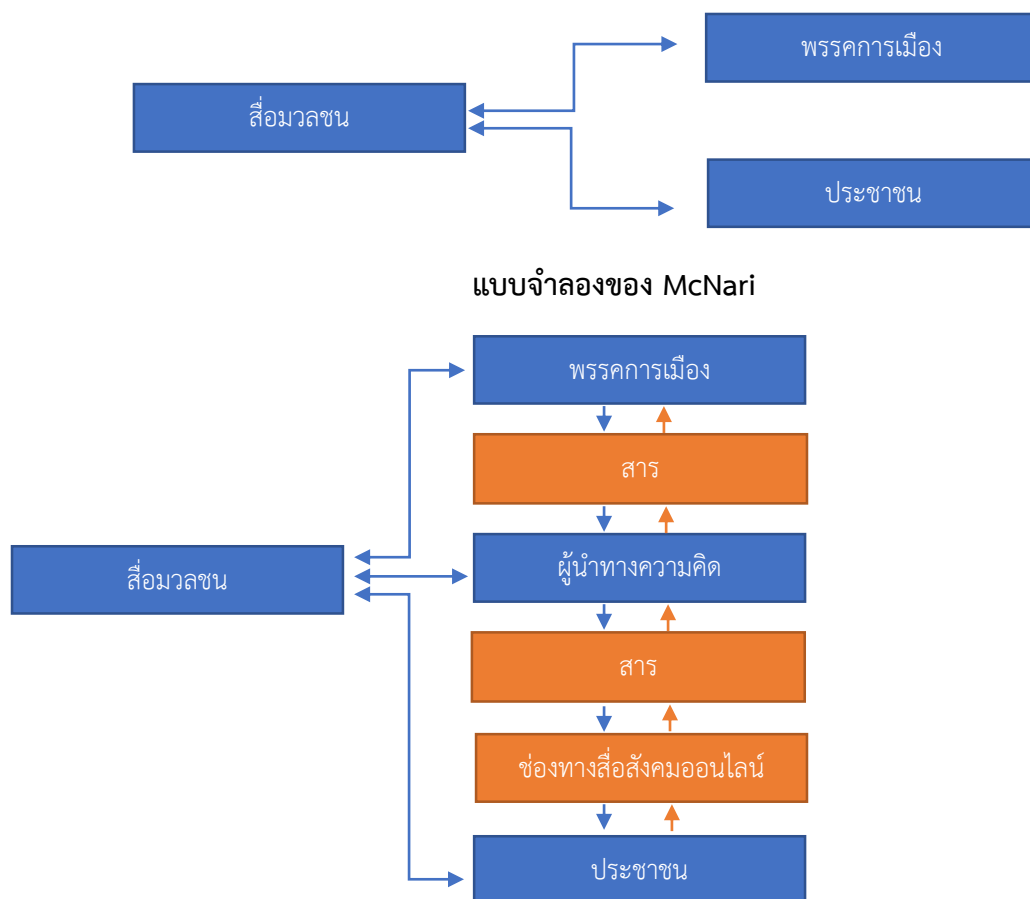 พรรคการเมือง
สื่อมวลชน
ประชาชน
แบบจำลองของ McNari
พรรคการเมือง
สาร
ผู้นำทางความคิด
สื่อมวลชน
สาร
ช่องทางสื่อสังคมออนไลน์
ประชาชน